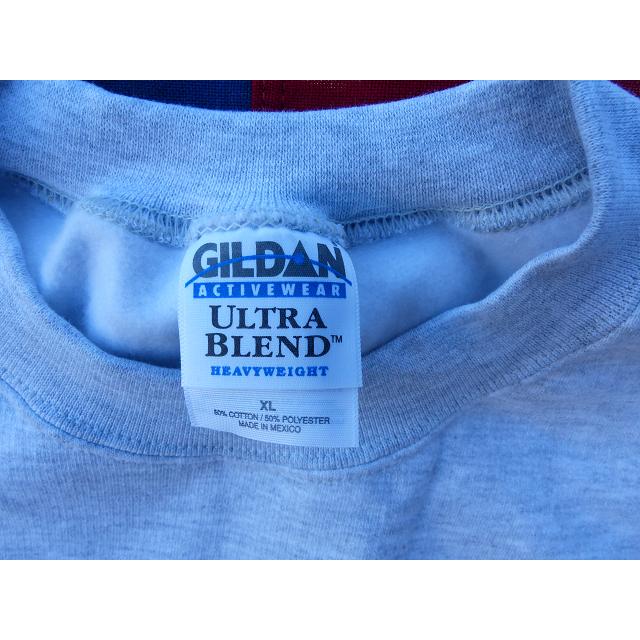 GILDAN
ACTIVEWEAR
ULTRA
BLEND™
HEAVYWEIGHT
XL
50% COTTON / 50% POLYESTER
MADE IN MEXICO